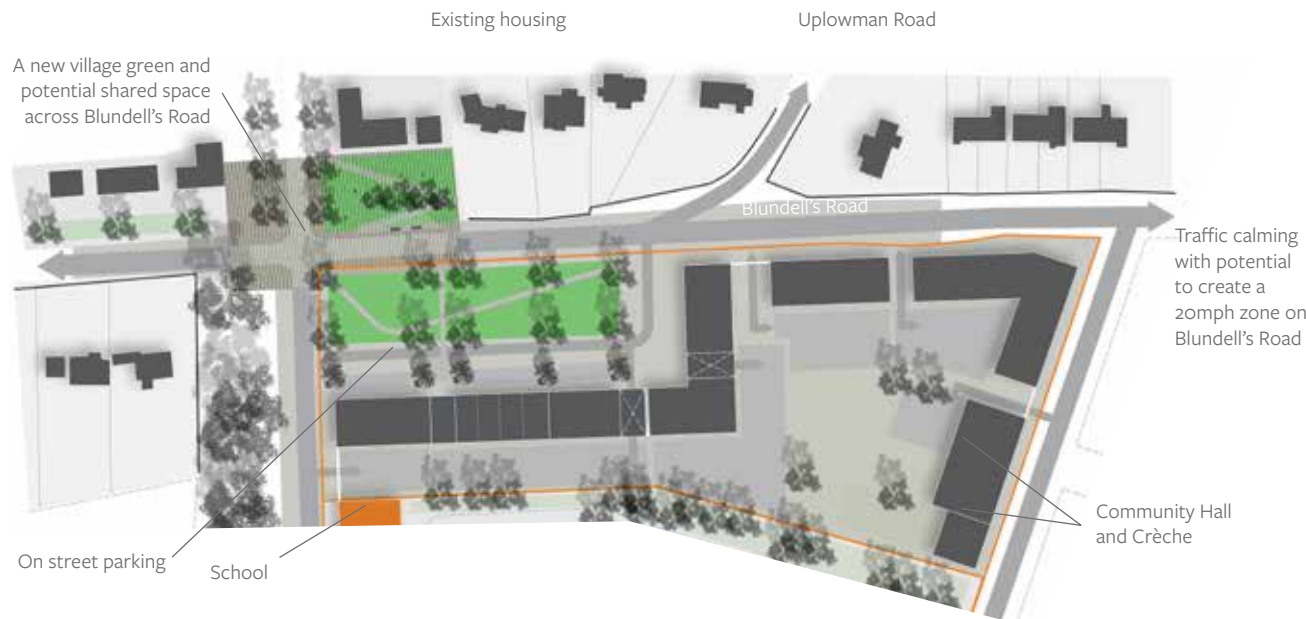 Existing housing
Uplowman Road
A new village green and
potential shared space
across Blundell's Road
Blundell's Road
Traffic calming
with potential
to create a
20mph zone on
Blundell's Road
Community Hall
and Crèche
On street parking
School